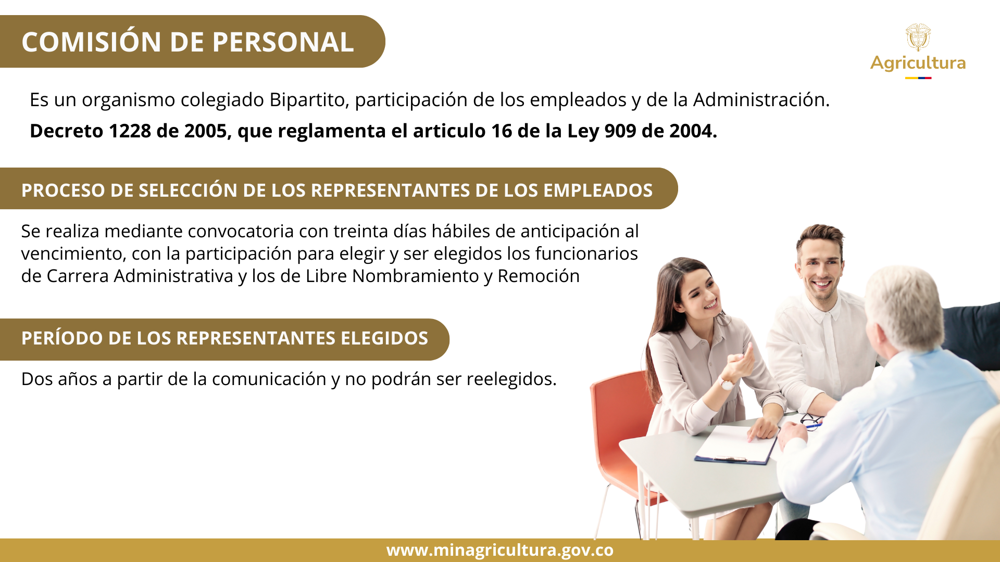 COMISIÓN DE PERSONAL
Agricultura
Es un organismo colegiado Bipartito, participación de los empleados y de la Administración.
Decreto 1228 de 2005, que reglamenta el articulo 16 de la Ley 909 de 2004.
PROCESO DE SELECCIÓN DE LOS REPRESENTANTES DE LOS EMPLEADOS
Se realiza mediante convocatoria con treinta días hábiles de anticipación al
vencimiento, con la participación para elegir y ser elegidos los funcionarios
de Carrera Administrativa y los de Libre Nombramiento y Remoción
PERÍODO DE LOS REPRESENTANTES ELEGIDOS
Dos años a partir de la comunicación y no podrán ser reelegidos.
www.minagricultura.gov.co